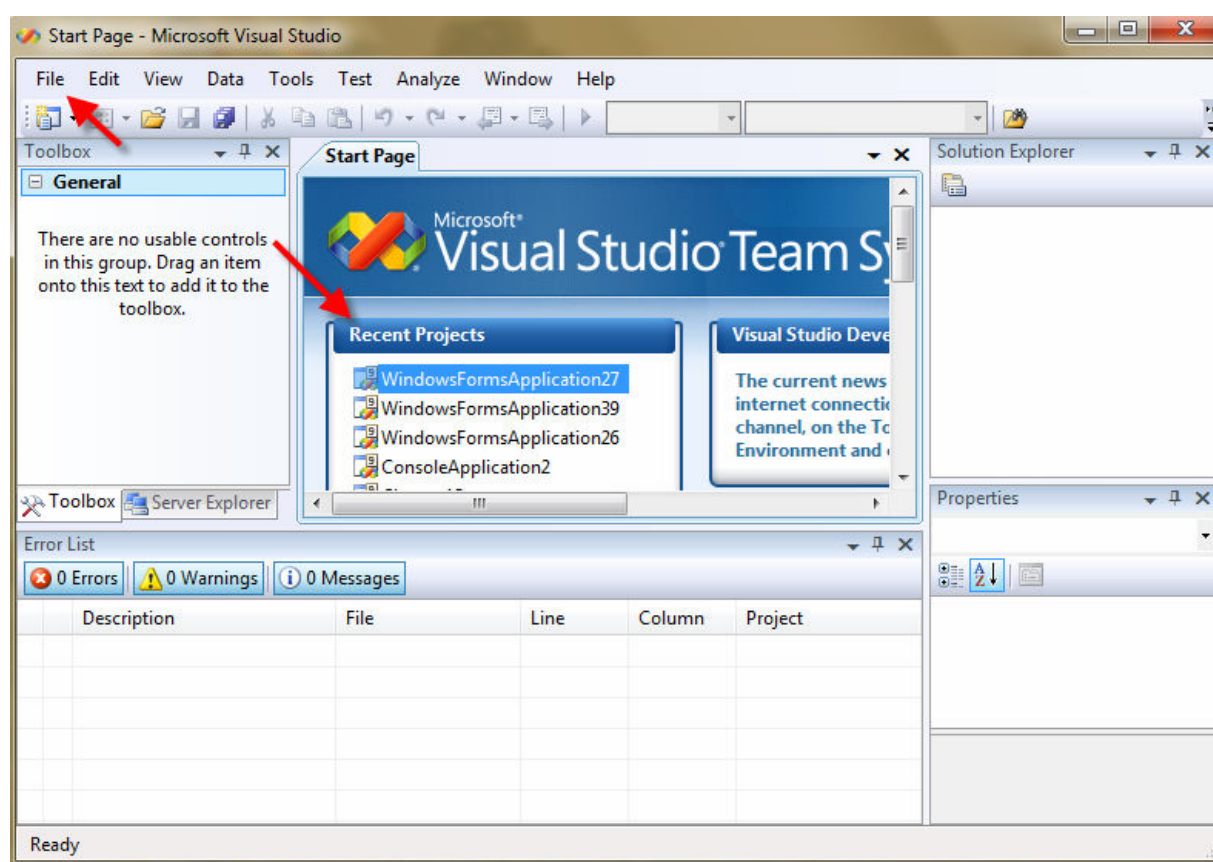 Start Page - Microsoft Visual Studio
File Edit View Data Tools Test Analyze Window Help
Toolbox
General
There are no usable controls
in this group. Drag an item
onto this text to add it to the
toolbox.
Toolbox Server Explorer
Start Page
Microsoft®
Visual Studio Team Sy
Recent Projects
WindowsFormsApplication27
WindowsFormsApplication39
WindowsFormsApplication26
ConsoleApplication2
Visual Studio Deve
The current news
internet connectio
channel, on the To
Environment and
Solution Explorer
Properties
Error List
0 Errors 0 Warnings 0 Messages
Description File Line Column Project
Ready